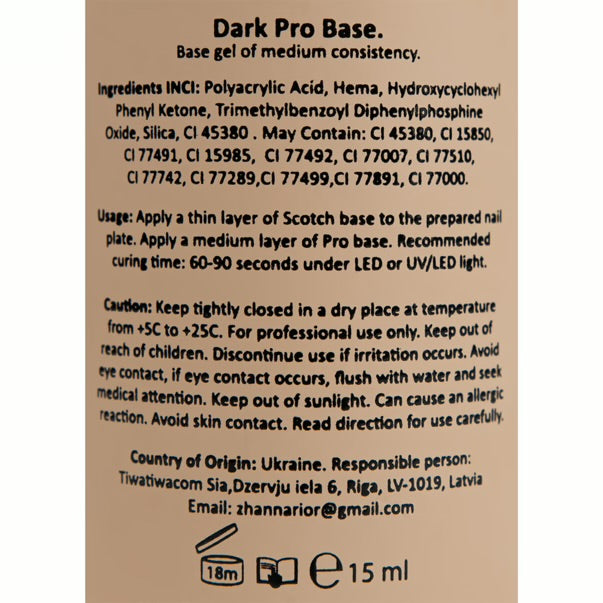 Dark Pro Base.
Base gel of medium consistency.
Ingredients INCI: Polyacrylic Acid, Hema, Hydroxycyclohexyl
Phenyl Ketone, Trimethylbenzoyl Diphenylphosphine
Oxide, Silica, CI 45380 . May Contain: CI 45380, CI 15850,
CI 77491, CI 15985, CI 77492, CI 77007, CI 77510,
CI 77742, CI 77289,CI 77499,CI 77891, CI 77000.
Usage: Apply a thin layer of Scotch base to the prepared nail
plate. Apply a medium layer of Pro base. Recommended
curing time: 60-90 seconds under LED or UV/LED light.
Caution: Keep tightly closed in a dry place at temperature
from +5C to +25C. For professional use only. Keep out of
reach of children. Discontinue use if irritation occurs. Avoid
eye contact, if eye contact occurs, flush with water and seek
medical attention. Keep out of sunlight. Can cause an allergic
reaction. Avoid skin contact. Read direction for use carefully.
Country of Origin: Ukraine. Responsible person:
Tiwatiwacom Sia,Dzervju iela 6, Riga, LV-1019, Latvia
Email: zhannarior@gmail.com
18m e 15 ml